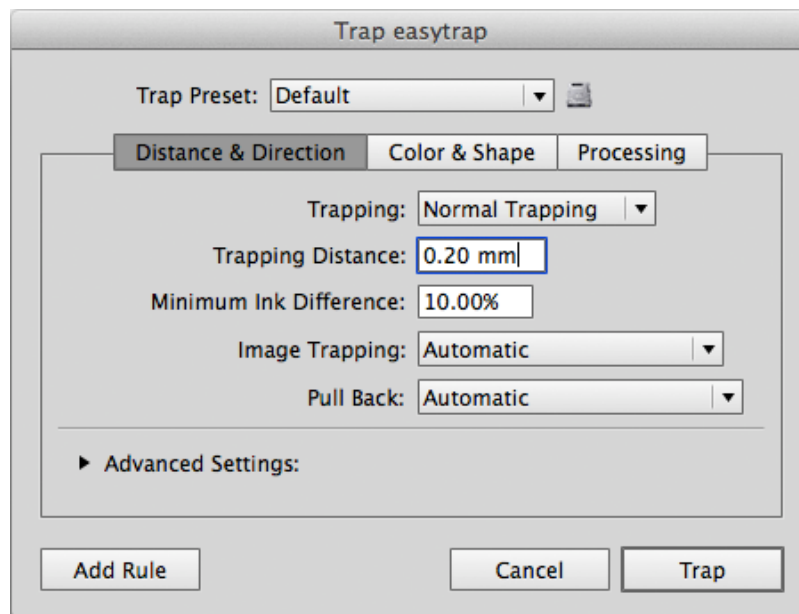 Trap easytrap
Trap Preset: Default
Distance & Direction Color & Shape Processing
Trapping: Normal Trapping
Trapping Distance: 0.20 mm
Minimum Ink Difference: 10.00%
Image Trapping: Automatic
Pull Back: Automatic
Advanced Settings:
Add Rule Cancel Trap